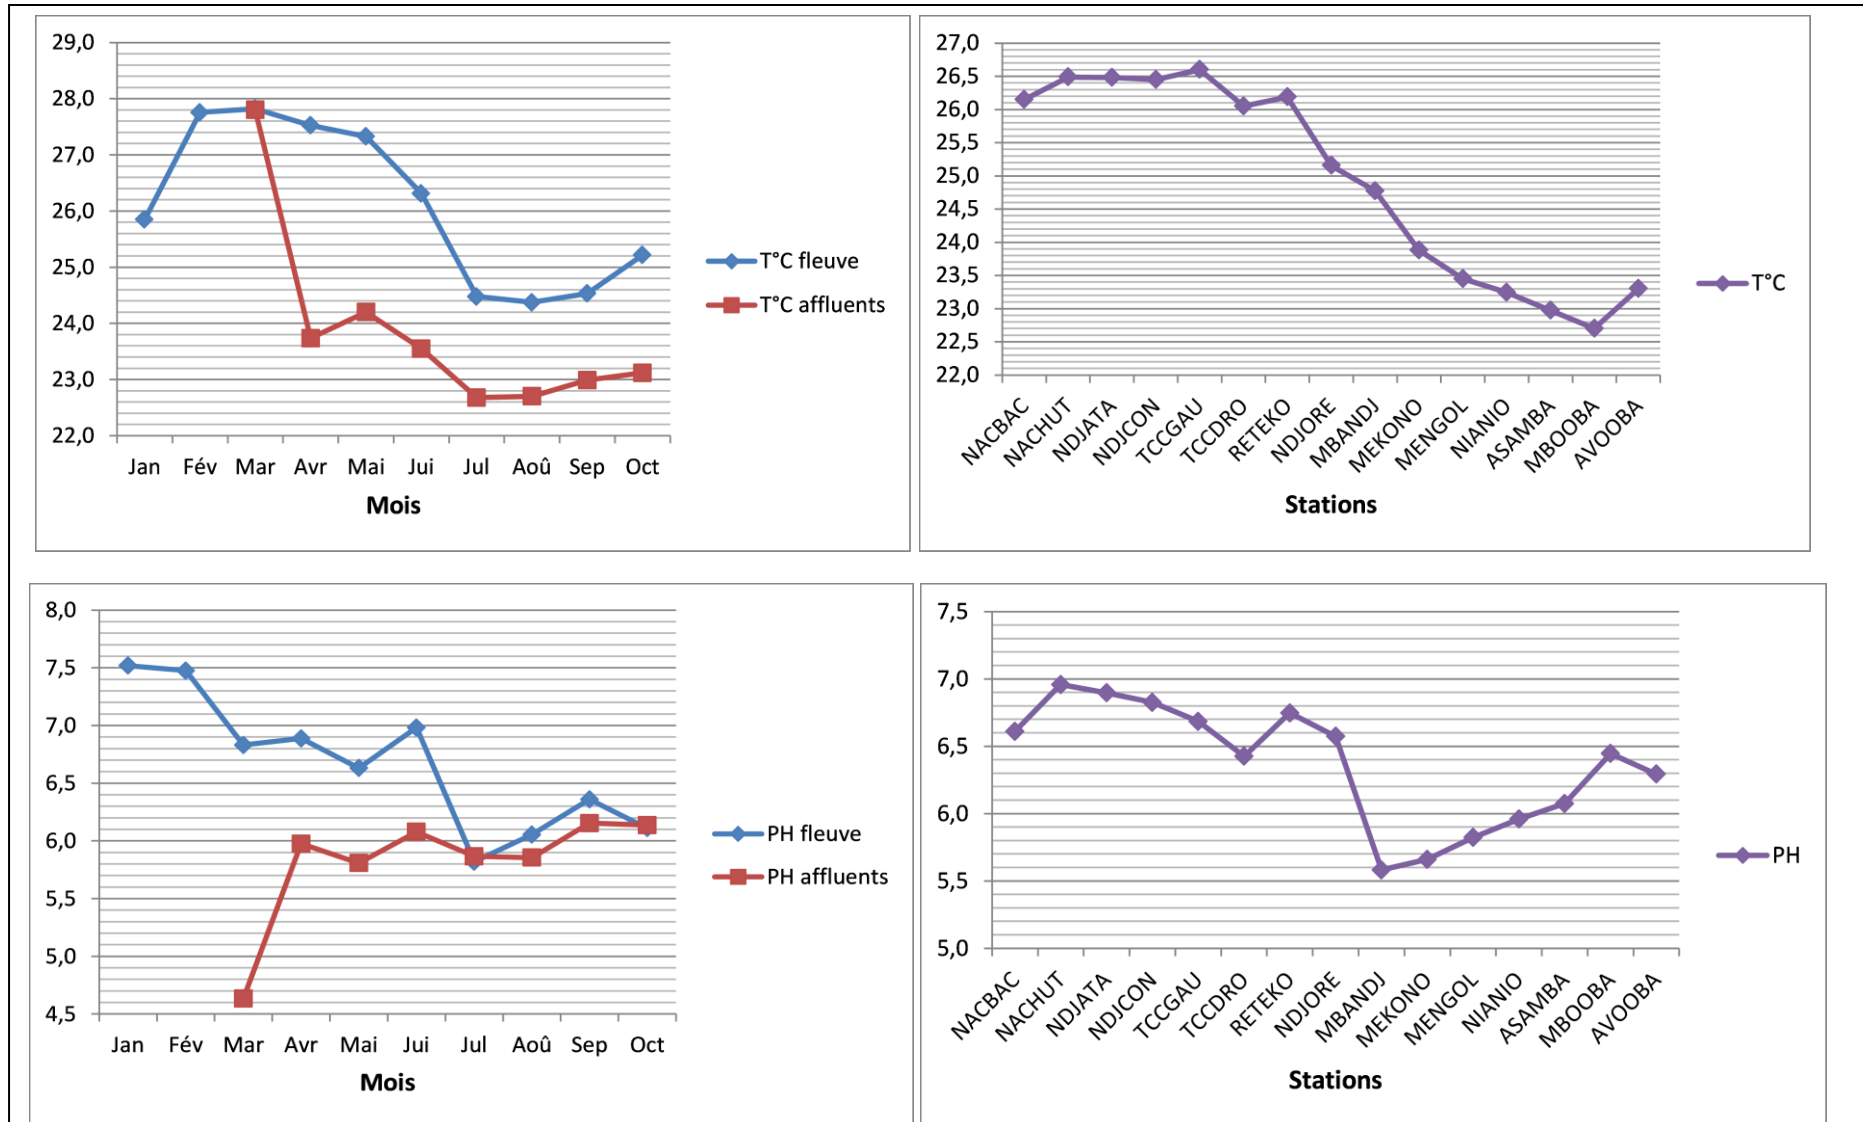 29,0
28,0
27,0
26,0
25,0
24,0
23,0
22,0
Jan Fév Mar Avr Mai Jui Jul Aoû Sep Oct
Mois
T°C fleuve
T°C affluents
27,0
26,5
26,0
25,5
25,0
24,5
24,0
23,5
23,0
22,5
22,0
NACBAC NACHUT NDJATA NDJCON TCCGAU TCCDRO RETEKO NDJORE MBANDJ MEKONO MENGOL NIANIO ASAMBA MBOOBA AVOOBA
Stations
T°C
8,0
7,5
7,0
6,5
6,0
5,5
5,0
4,5
Jan Fév Mar Avr Mai Jui Jul Aoû Sep Oct
Mois
PH fleuve
PH affluents
7,5
7,0
6,5
6,0
5,5
5,0
NACBAC NACHUT NDJATA NDJCON TCCGAU TCCDRO RETEKO NDJORE MBANDJ MEKONO MENGOL NIANIO ASAMBA MBOOBA AVOOBA
Stations
PH